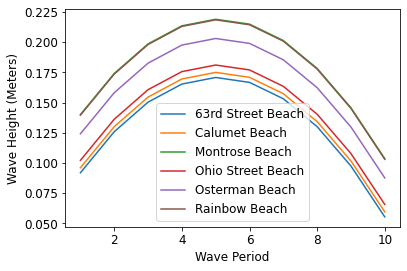 0.225
0.200
0.175
0.150
0.125
0.100
0.075
0.050
Wave Height (Meters)
63rd Street Beach
Calumet Beach
Montrose Beach
Ohio Street Beach
Osterman Beach
Rainbow Beach
2 4 6 8 10
Wave Period